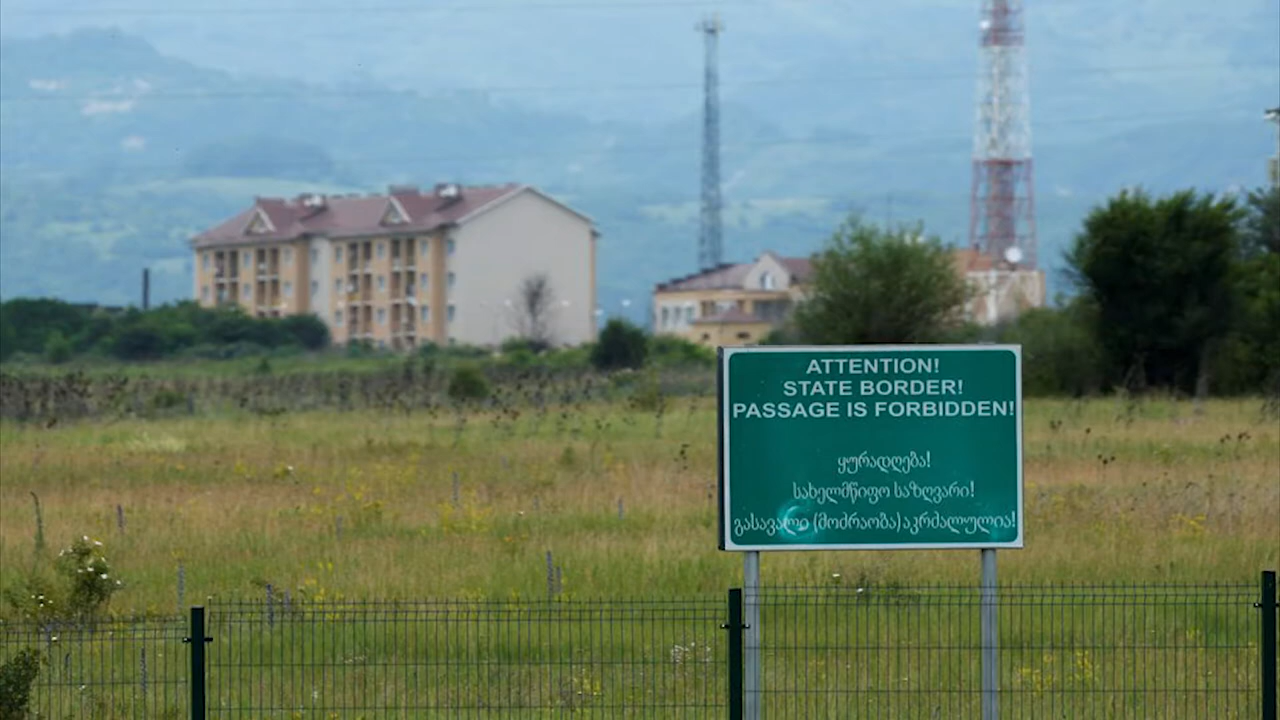 ATTENTION!
STATE BORDER!
PASSAGE IS FORBIDDEN!
ყურადღება!
სახელმწიფო საზღვარი!
გასავალი (მოძრაობა) აკრძალულია!